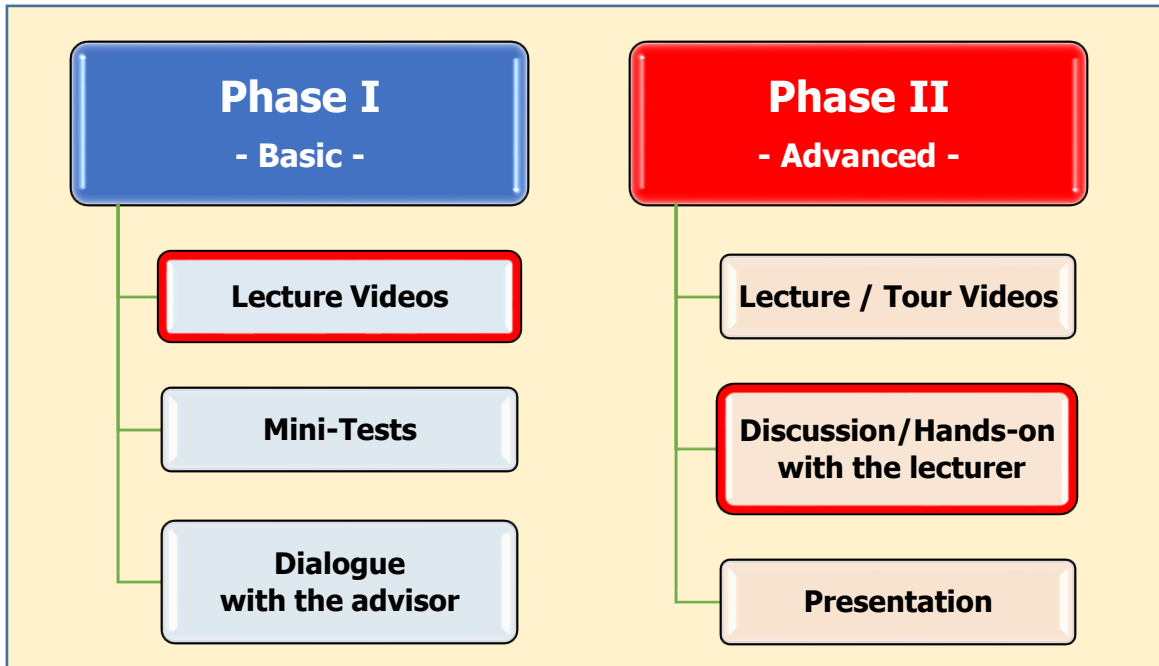 Phase I
- Basic -
Lecture Videos
Mini-Tests
Dialogue
with the advisor
Phase II
- Advanced -
Lecture / Tour Videos
Discussion/Hands-on
with the lecturer
Presentation